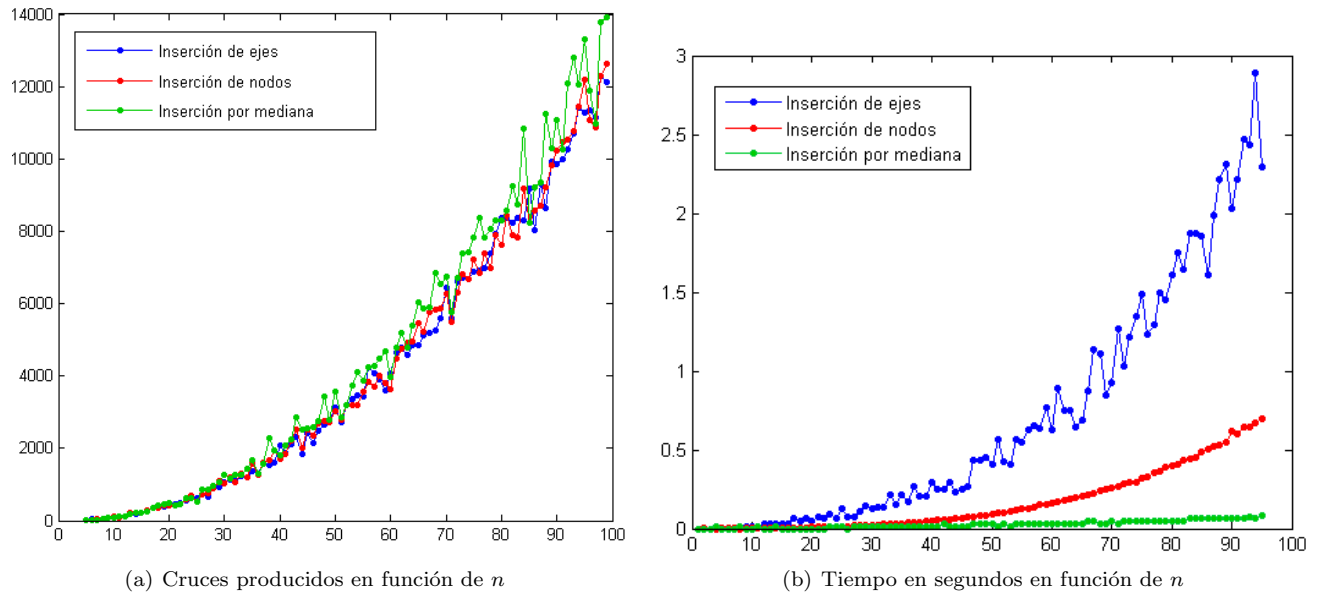 14000
12000
10000
8000
6000
4000
2000
0
0 10 20 30 40 50 60 70 80 90 100
Inserción de ejes
Inserción de nodos
Inserción por mediana
(a) Cruces producidos en función de n
3
2.5
2
1.5
1
0.5
0
0 10 20 30 40 50 60 70 80 90 100
Inserción de ejes
Inserción de nodos
Inserción por mediana
(b) Tiempo en segundos en función de n